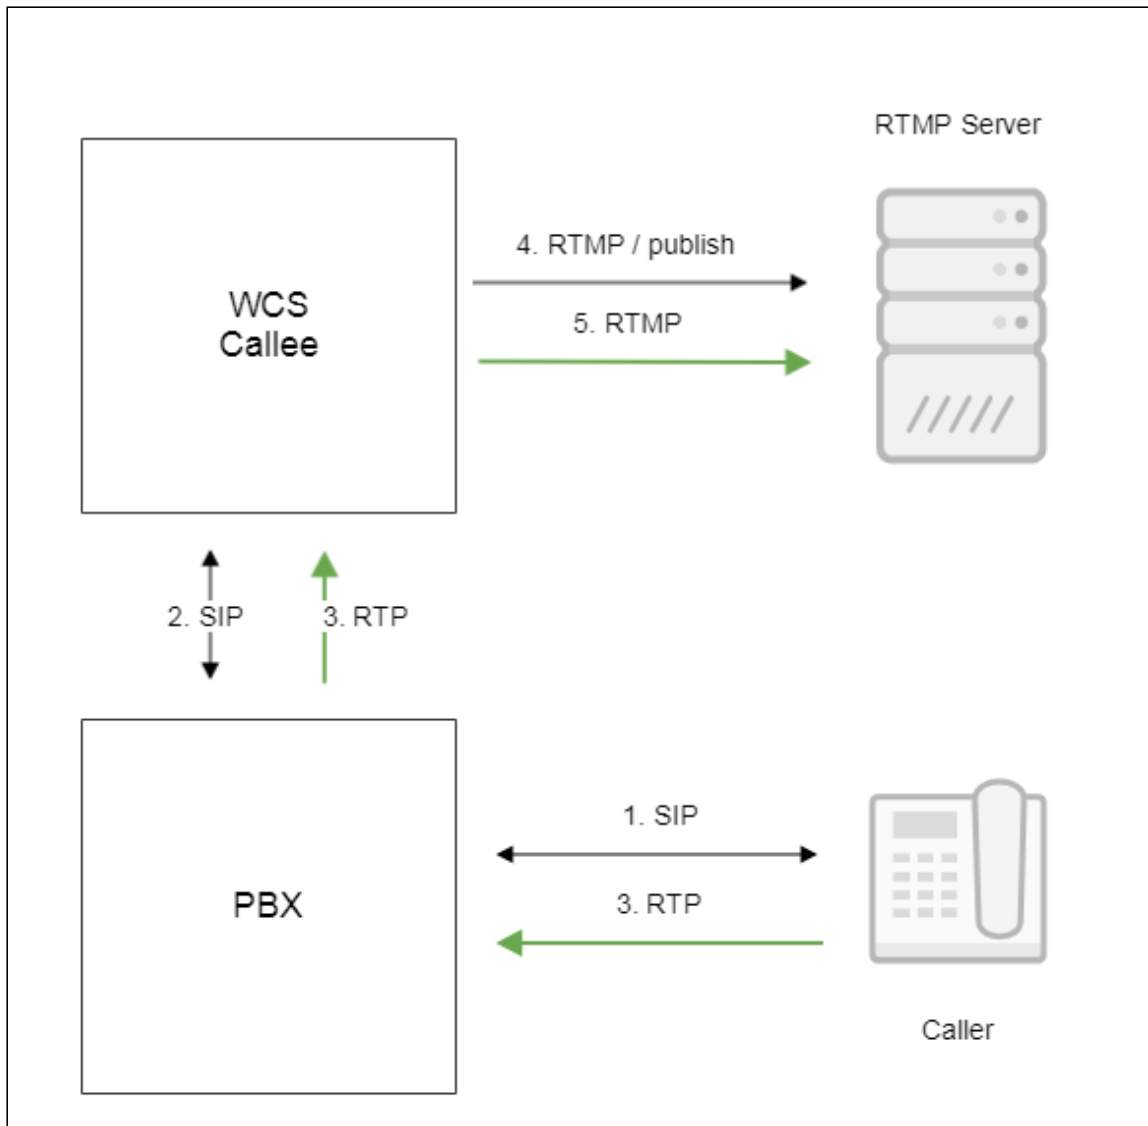 RTMP Server
4. RTMP / publish
WCS
Callee
5. RTMP
2. SIP
3. RTP
1. SIP
PBX
3. RTP
Caller